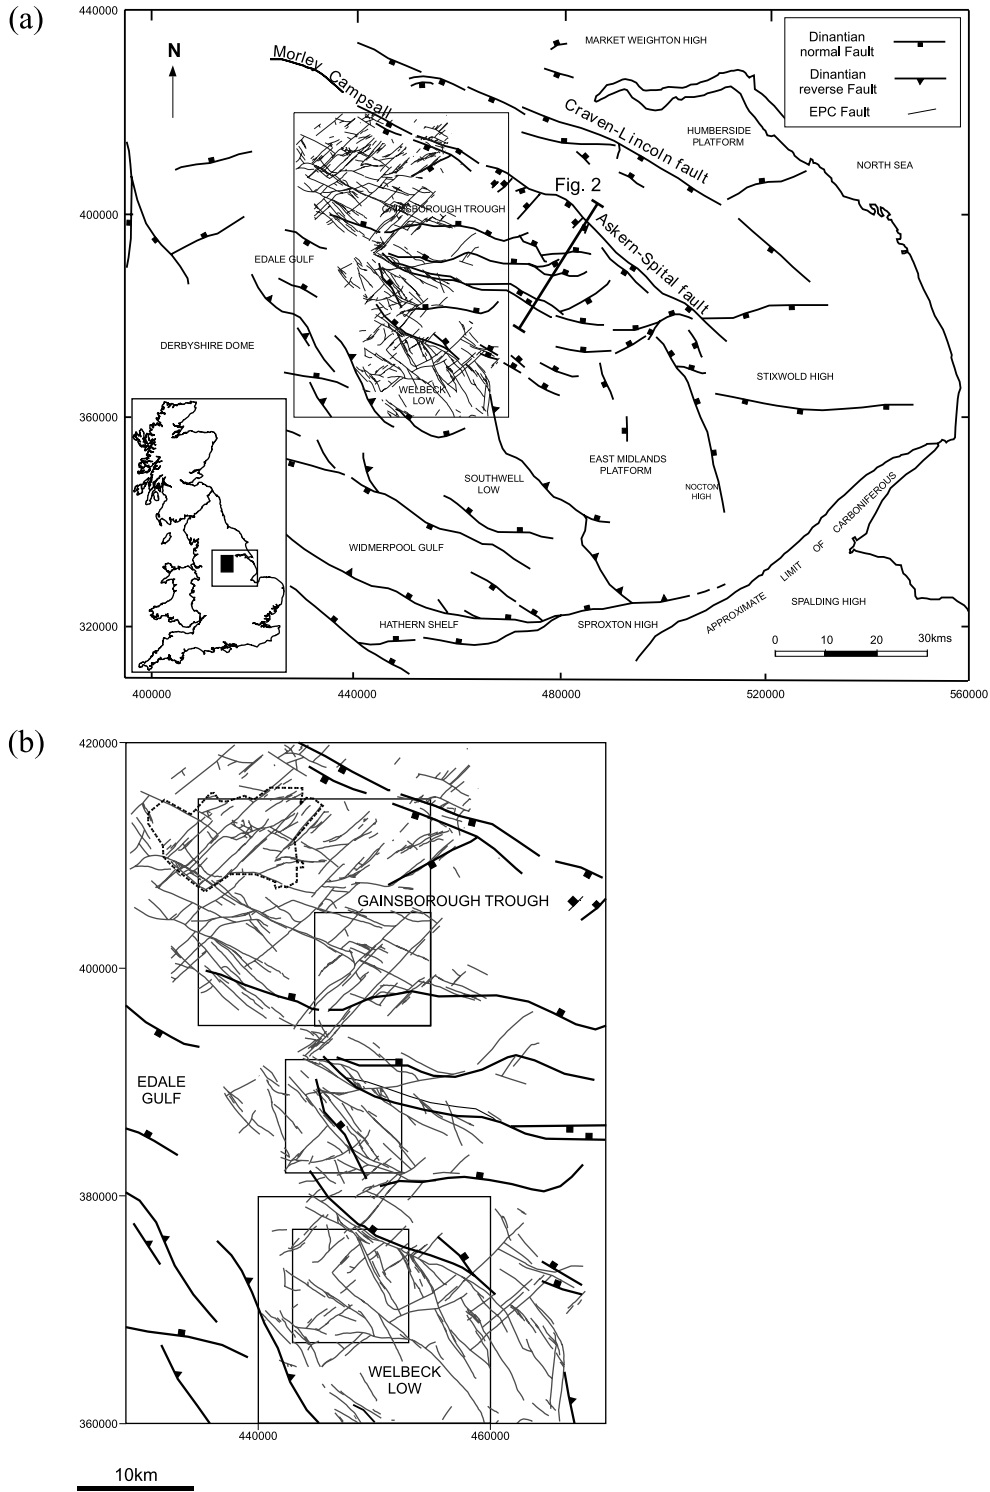 (a)
440000
400000
360000
320000
400000
440000
480000
520000
560000
N
Morley Campsall
MARKET WEIGHTON HIGH
Craven-Lincoln fault
Dinantian
normal Fault
Dinantian
reverse Fault
EPC Fault
HUMBERSIDE
PLATFORM
NORTH SEA
Fig. 2
GAINSBOROUGH TROUGH
Askern-Spital fault
EDALE GULF
DERBYSHIRE DOME
WELBECK
LOW
STIXWOLD HIGH
EAST MIDLANDS
PLATFORM
SOUTHWELL
LOW
NOCTON
HIGH
WIDMERPOOL GULF
HATHERN SHELF
SPROXTON HIGH
APPROXIMATE LIMIT OF CARBONIFEROUS
SPALDING HIGH
0 10 20 30kms
(b)
420000
400000
380000
360000
440000
460000
GAINSBOROUGH TROUGH
EDALE
GULF
WELBECK
LOW
10km